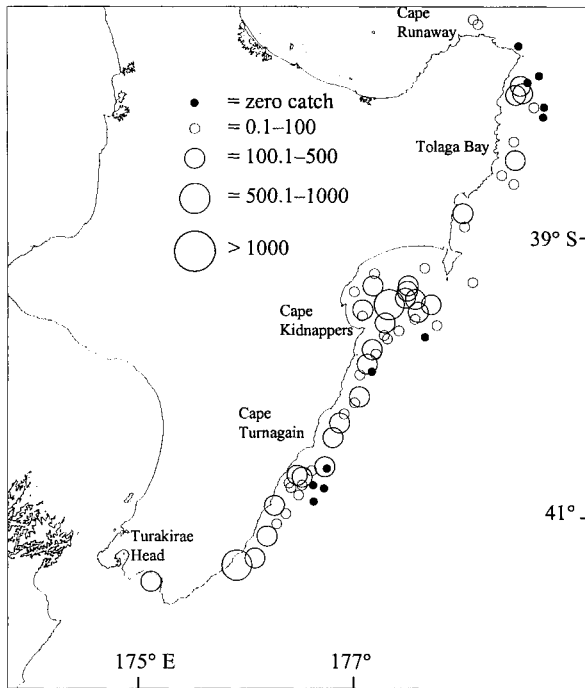 Cape
Runaway
= zero catch
= 0.1–100
= 100.1–500
= 500.1–1000
> 1000
Tolaga Bay
39° S
Cape
Kidnappers
Cape
Turnagain
41°
Turakirae
Head
175° E
177°